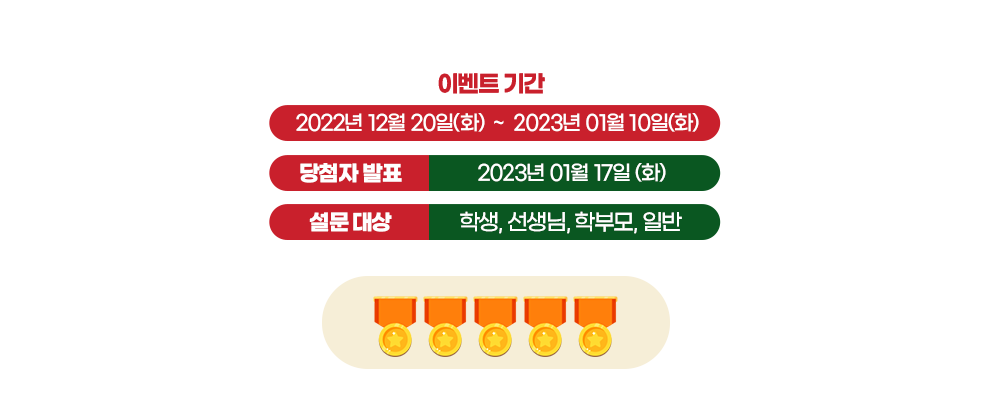 이벤트 기간
2022년 12월 20일(화) ~ 2023년 01월 10일(화)
당첨자 발표 2023년 01월 17일 (화)
설문 대상 학생, 선생님, 학부모, 일반